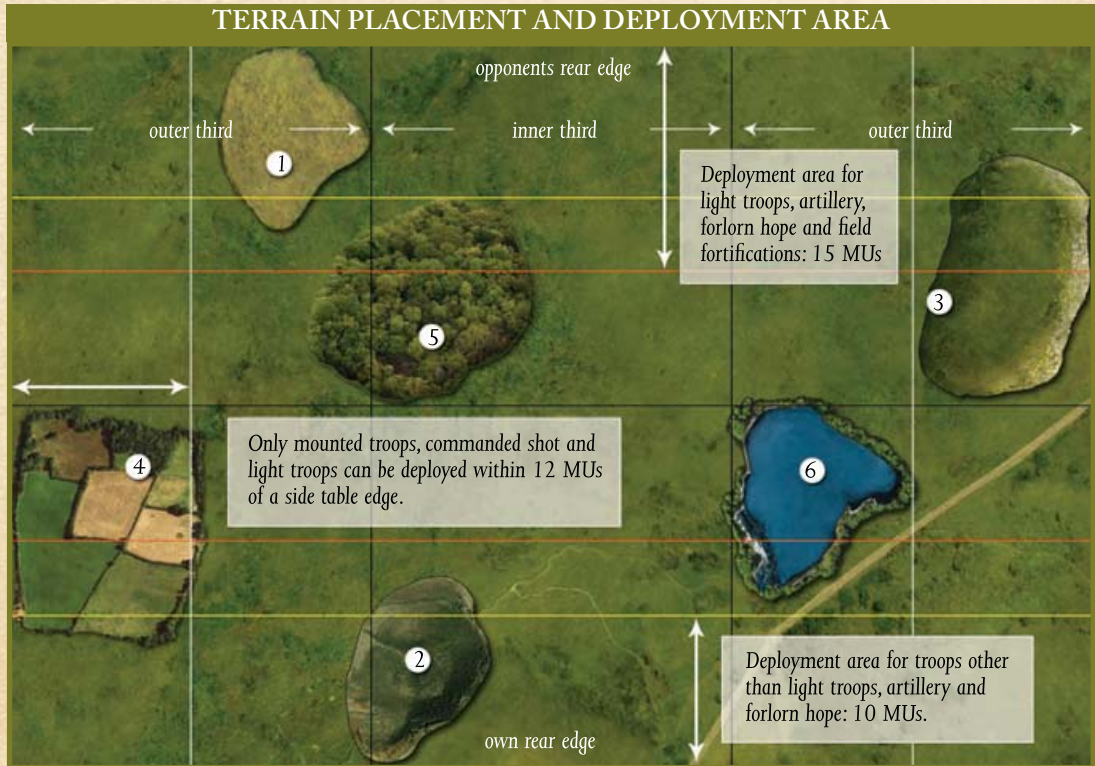 TERRAIN PLACEMENT AND DEPLOYMENT AREA
opponents rear edge
outer third
inner third
outer third
1
Deployment area for
light troops, artillery,
forlorn hope and field
fortifications: 15 MUs
3
5
Only mounted troops, commanded shot and
light troops can be deployed within 12 MUs
of a side table edge.
4
6
2
Deployment area for troops other
than light troops, artillery and
forlorn hope: 10 MUs.
own rear edge